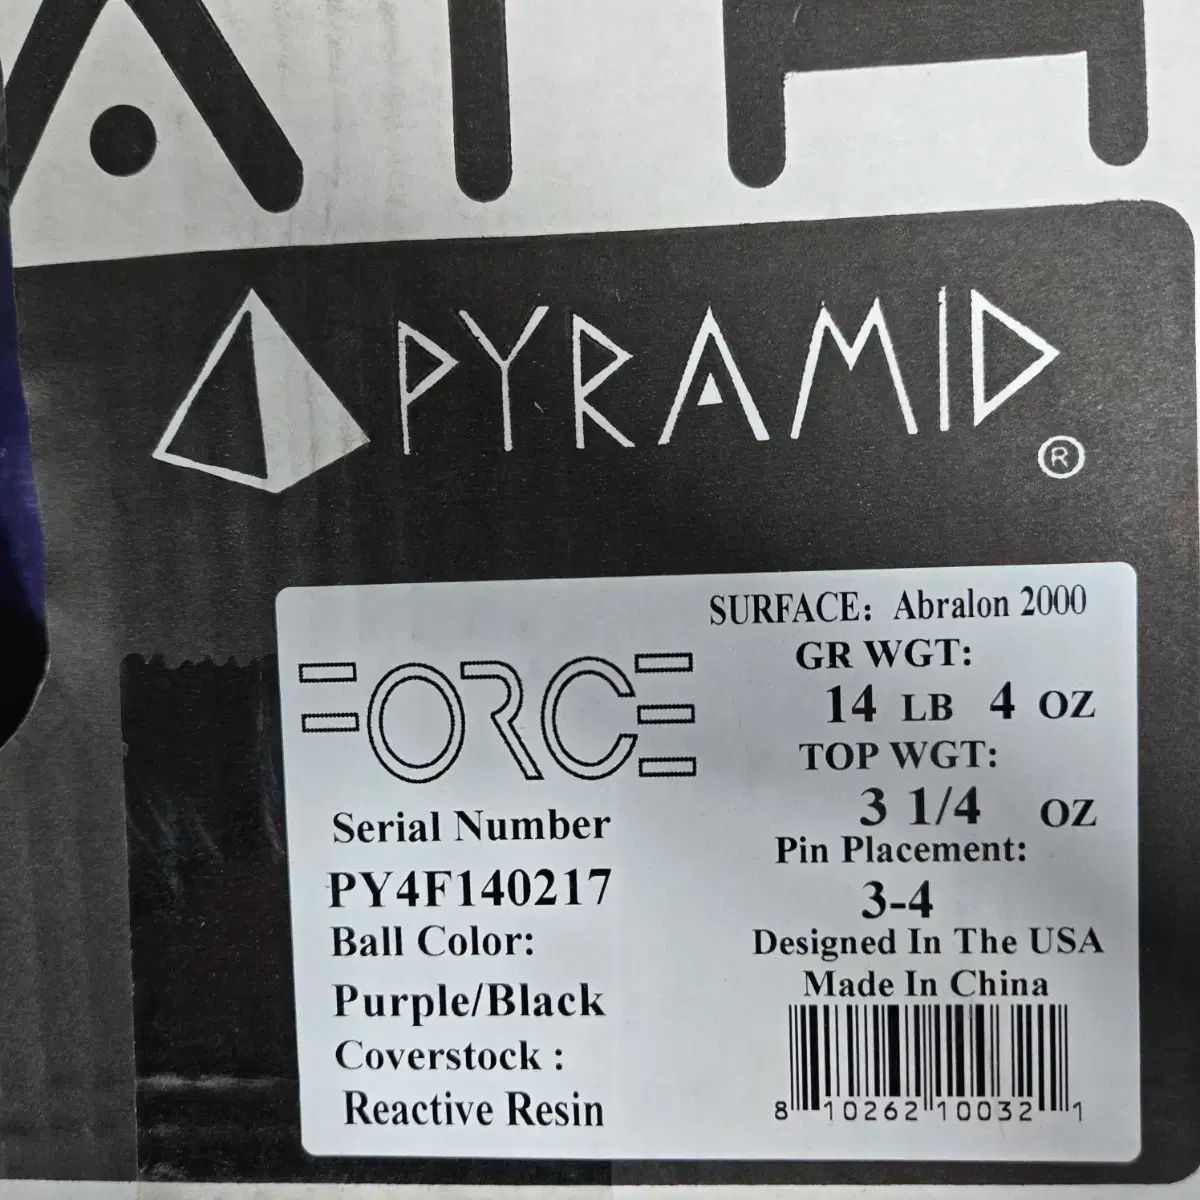 PYRAMID
®
FORCE
Serial Number
PY4F140217
Ball Color:
Purple/Black
Coverstock :
Reactive Resin
SURFACE: Abralon 2000
GR WGT:
14 LB 4 OZ
TOP WGT:
3 1/4 OZ
Pin Placement:
3-4
Designed In The USA
Made In China
8 10262 10032 1